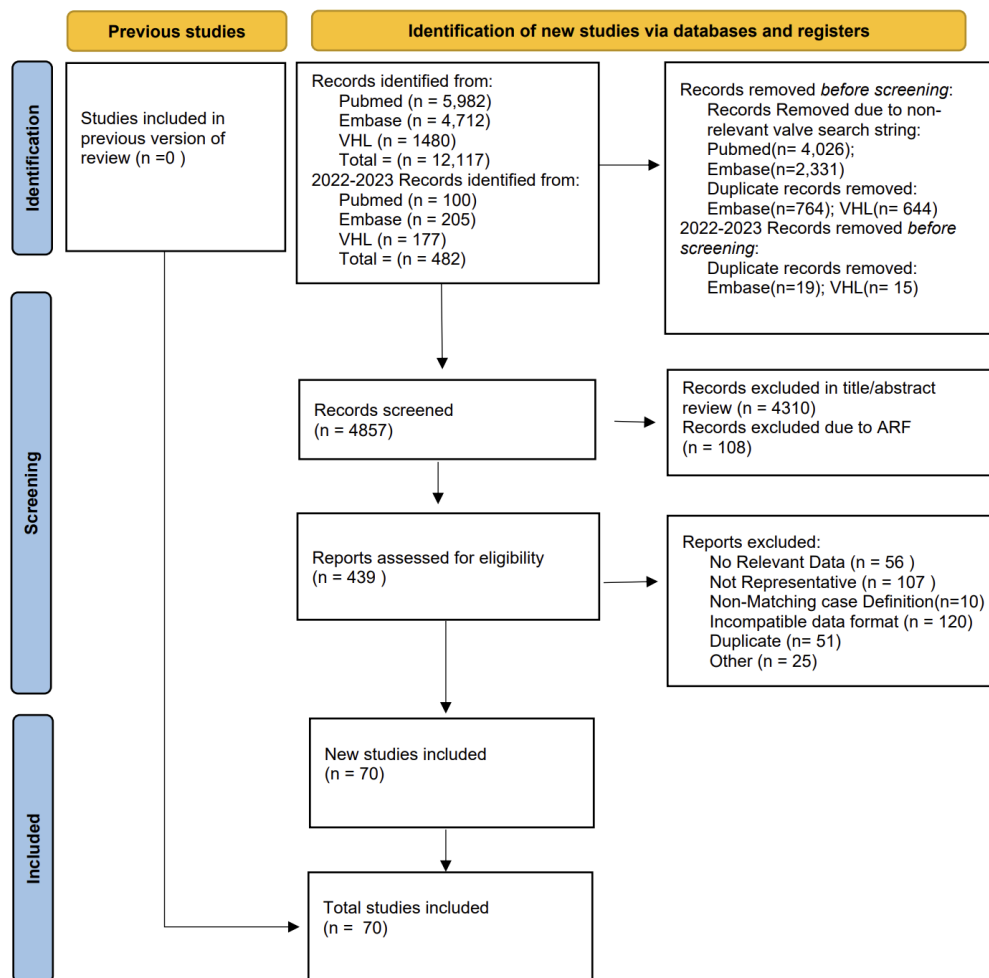 Previous studies
Identification of new studies via databases and registers
Identification
Studies included in
previous version of
review (n =0 )
Records identified from:
Pubmed (n = 5,982)
Embase (n = 4,712)
VHL (n = 1480)
Total = (n = 12,117)
2022-2023 Records identified from:
Pubmed (n = 100)
Embase (n = 205)
VHL (n = 177)
Total = (n = 482)
Records removed before screening:
Records Removed due to non-
relevant valve search string:
Pubmed(n= 4,026);
Embase(n=2,331)
Duplicate records removed:
Embase(n=764); VHL(n= 644)
2022-2023 Records removed before
screening:
Duplicate records removed:
Embase(n=19); VHL(n= 15)
Screening
Records screened
(n = 4857)
Records excluded in title/abstract
review (n = 4310)
Records excluded due to ARF
(n = 108)
Reports assessed for eligibility
(n = 439 )
Reports excluded:
No Relevant Data (n = 56 )
Not Representative (n = 107 )
Non-Matching case Definition(n=10)
Incompatible data format (n = 120)
Duplicate (n= 51)
Other (n = 25)
Included
New studies included
(n = 70)
Total studies included
(n =  70)